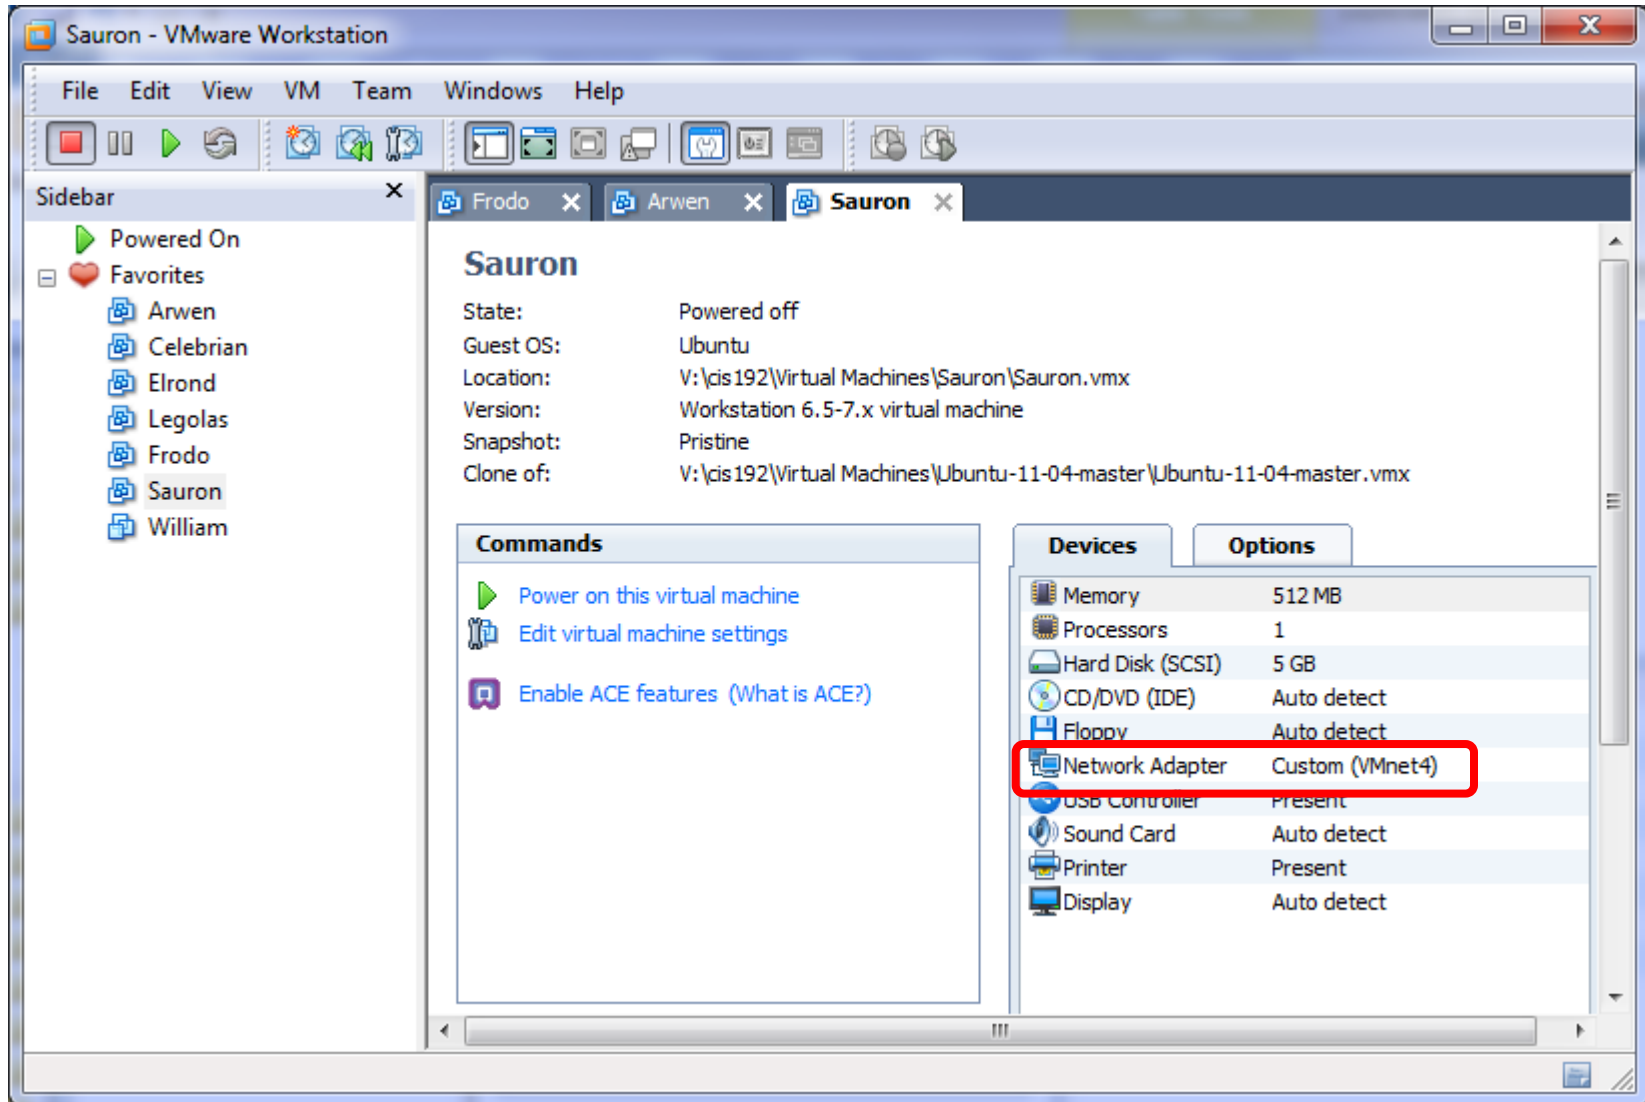 Sauron - VMware Workstation
File Edit View VM Team Windows Help
Sidebar
Powered On
Favorites
Arwen
Celebrian
Elrond
Legolas
Frodo
Sauron
William
Frodo Arwen Sauron
Sauron
State: Powered off
Guest OS: Ubuntu
Location: V:\cis192\Virtual Machines\Sauron\Sauron.vmx
Version: Workstation 6.5-7.x virtual machine
Snapshot: Pristine
Clone of: V:\cis192\Virtual Machines\Ubuntu-11-04-master\Ubuntu-11-04-master.vmx
Commands
Power on this virtual machine
Edit virtual machine settings
Enable ACE features (What is ACE?)
Devices Options
Memory 512 MB
Processors 1
Hard Disk (SCSI) 5 GB
CD/DVD (IDE) Auto detect
Floppy Auto detect
Network Adapter Custom (VMnet4)
USB Controller Present
Sound Card Auto detect
Printer Present
Display Auto detect